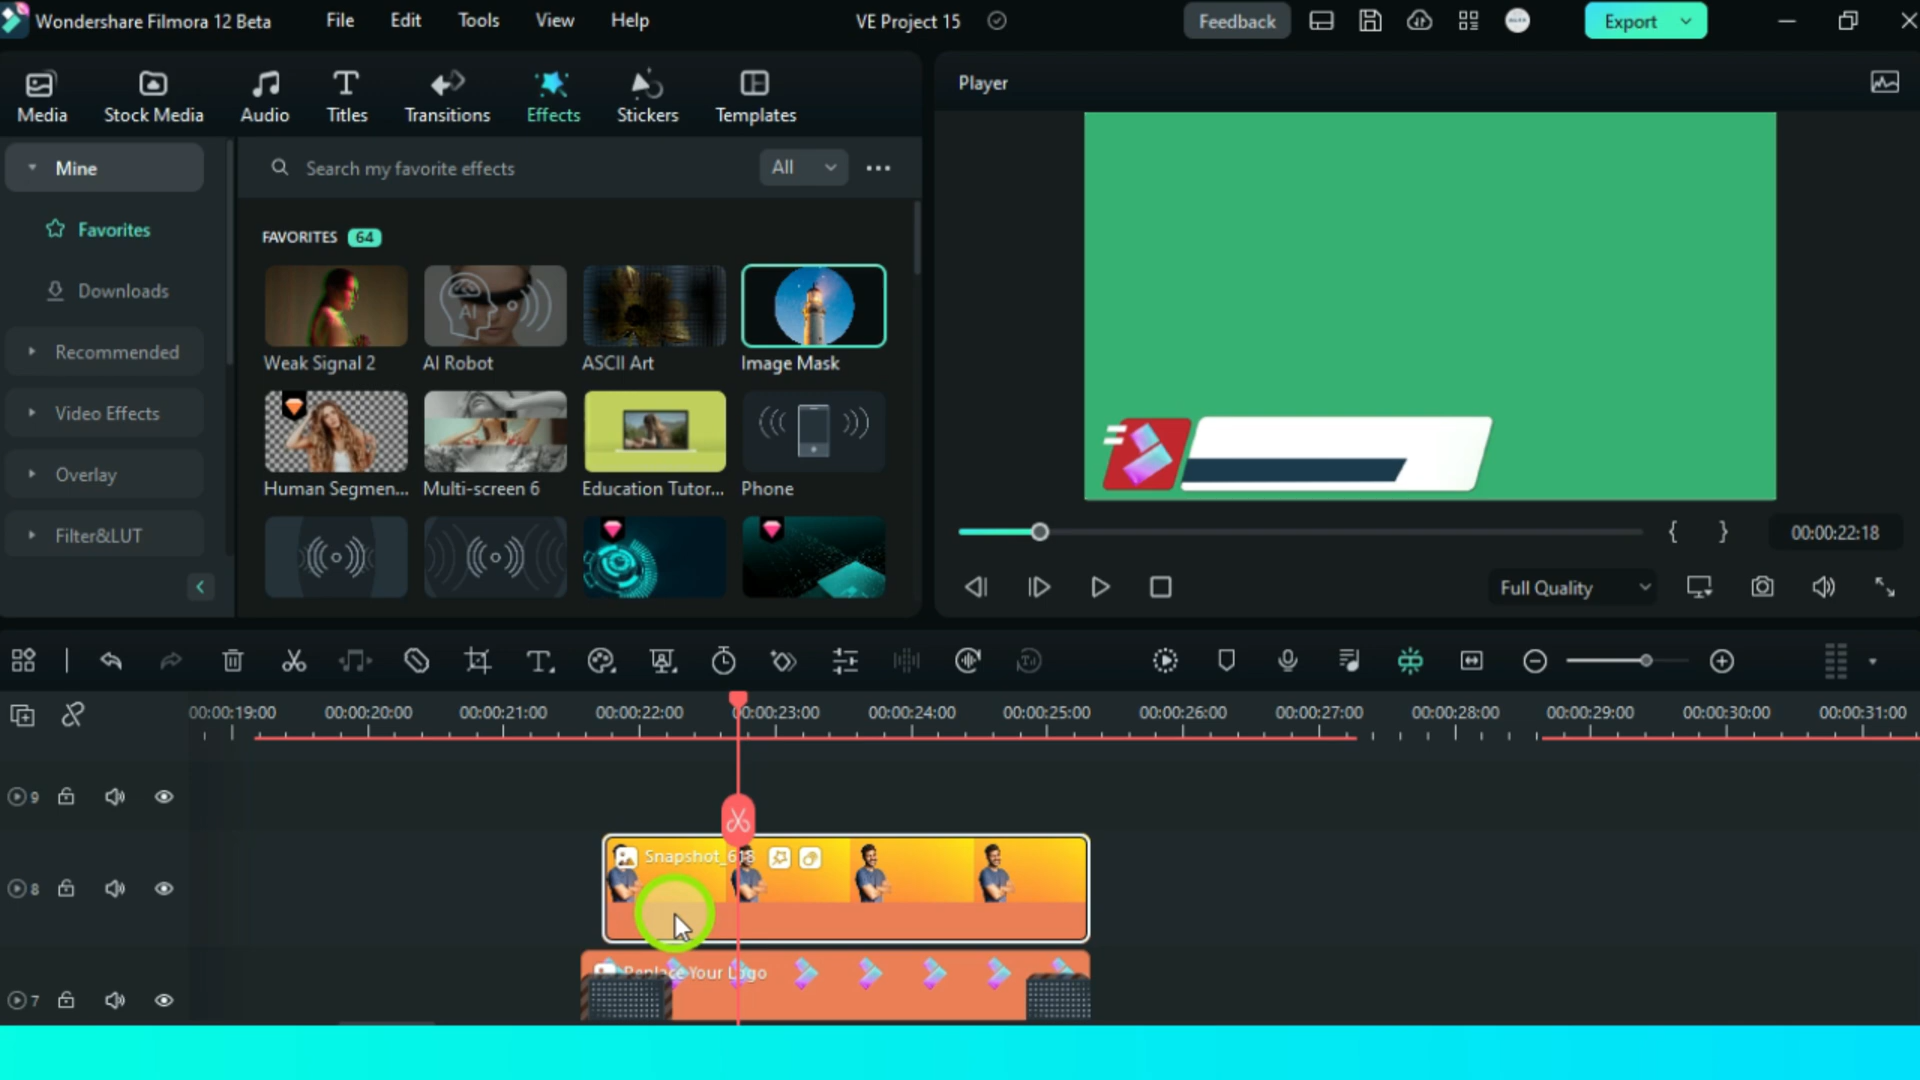 Wondershare Filmora 12 Beta
File
Edit
Tools
View
Help
VE Project 15
Feedback
Export
Media
Stock Media
Audio
Titles
Transitions
Effects
Stickers
Templates
Player
Mine
Search my favorite effects
All
Favorites
FAVORITES 64
Downloads
Recommended
Video Effects
Overlay
Filter&LUT
Weak Signal 2
AI Robot
ASCII Art
Image Mask
Human Segmen...
Multi-screen 6
Education Tutor...
Phone
AI
{ }
00:00:22:18
Full Quality
00:00:19:00
00:00:20:00
00:00:21:00
00:00:22:00
00:00:23:00
00:00:24:00
00:00:25:00
00:00:26:00
00:00:27:00
00:00:28:00
00:00:29:00
00:00:30:00
00:00:31:00
9
8
Snapshot_618
7
Replace Your Logo